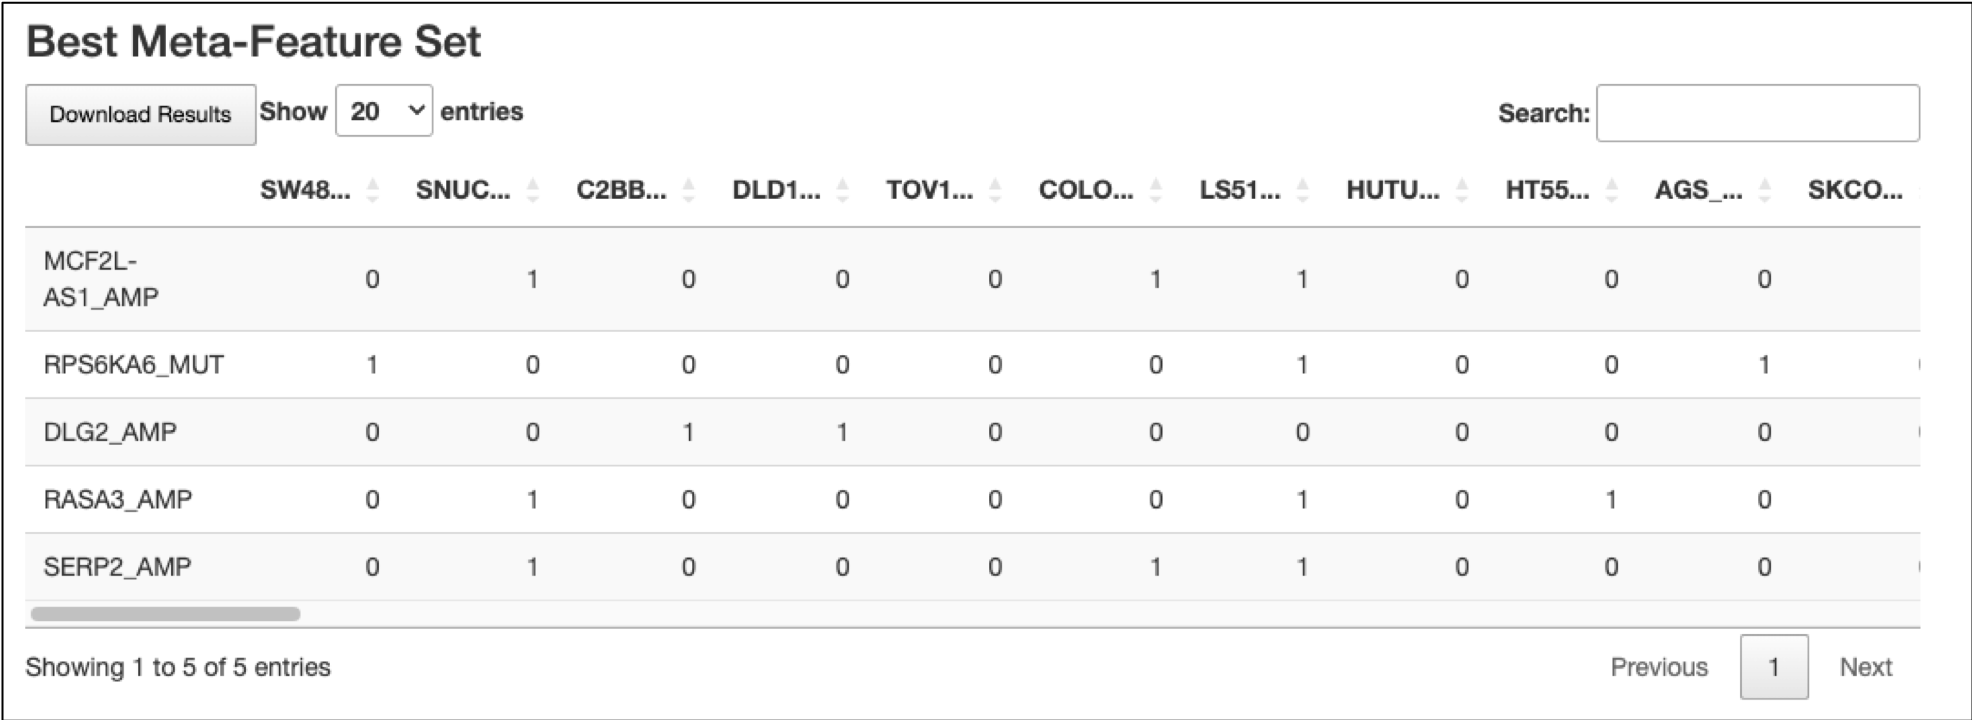 Best Meta-Feature Set
Download Results Show 20 entries Search:
SW48... SNUC... C2BB... DLD1... TOV1... COLO... LS51... HUTU... HT55... AGS_... SKCO...
MCF2L-
AS1_AMP 0 1 0 0 0 1 1 0 0 0
RPS6KA6_MUT 1 0 0 0 0 0 1 0 0 1
DLG2_AMP 0 0 1 1 0 0 0 0 0 0
RASA3_AMP 0 1 0 0 0 0 1 0 1 0
SERP2_AMP 0 1 0 0 0 1 1 0 0 0
Showing 1 to 5 of 5 entries Previous 1 Next